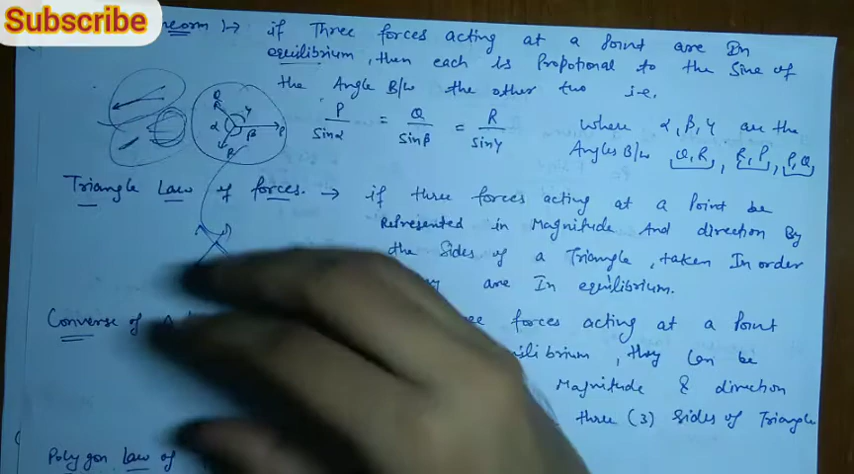 Subscribe
if Three forces acting at a Point are In
equilibrium, then each is Propotional to the Sine of
the Angle B/w the other two i.e.
P/Sinα = Q/Sinβ = R/Sinγ
Where α, β, γ are the
Angles B/w Q,R, R,P, P,Q
Q
γ
α
β
P
R
Triangle Law of forces. → if three forces acting at a Point be
Represented in Magnitude And direction By
the Sides of a Triangle, taken In order
are In equilibrium.
Converse of
forces acting at a Point
they Can be
Magnitude & direction
three (3) Sides of Triangle
Polygon Law of